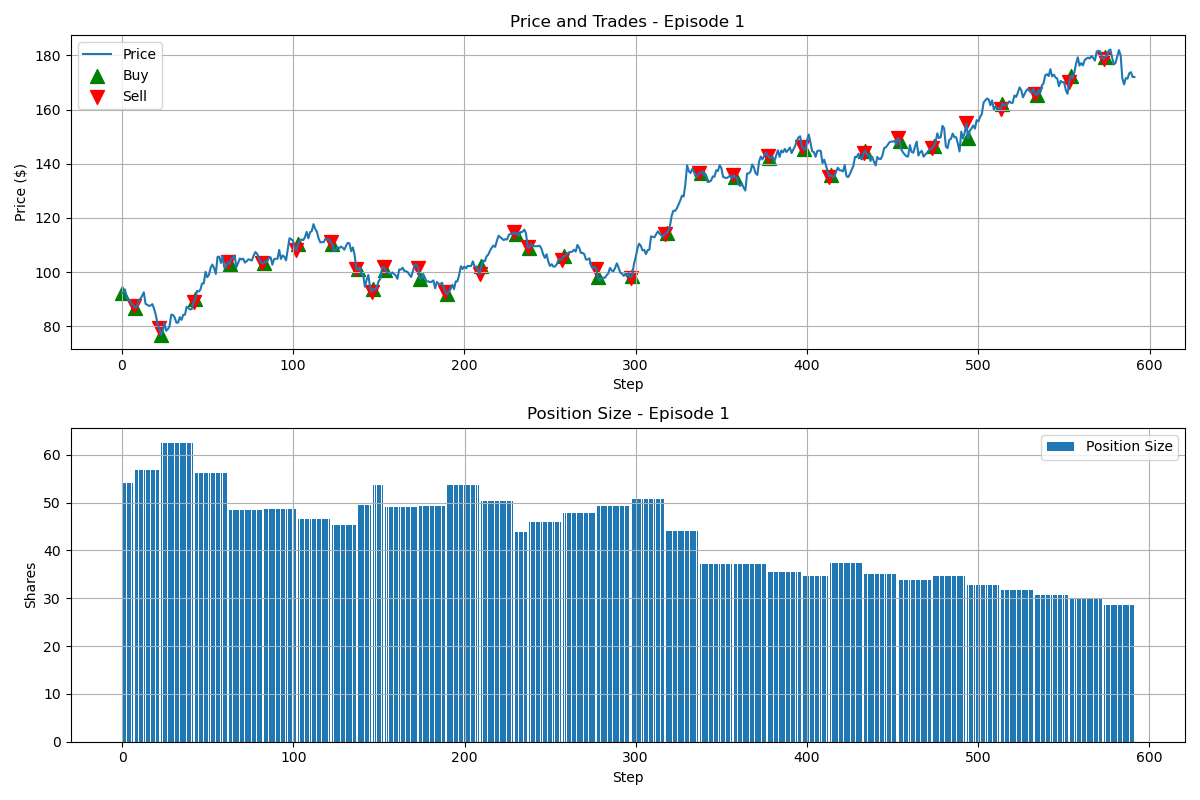 Price and Trades - Episode 1
Price ($)
180
160
140
120
100
80
Price
Buy
Sell
0 100 200 300 400 500 600
Step
Position Size - Episode 1
Shares
60
50
40
30
20
10
0
Position Size
0 100 200 300 400 500 600
Step